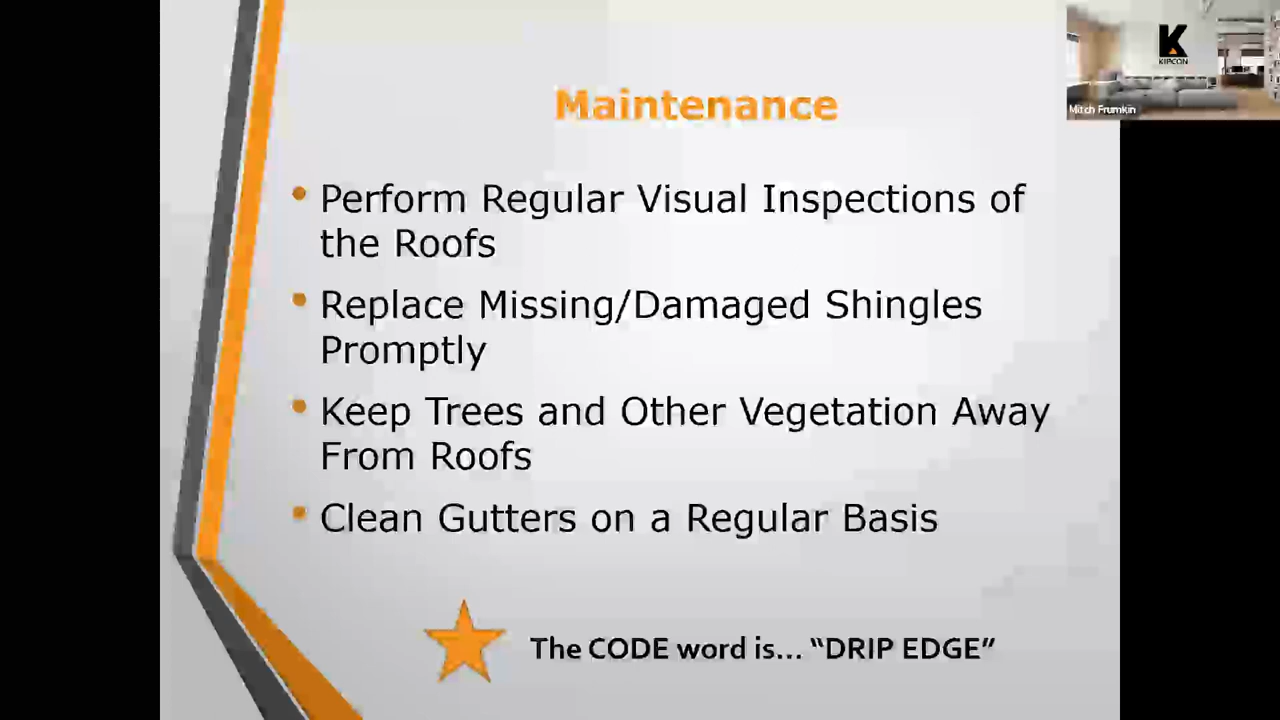 Maintenance
K
KIPCON
Mitch Frumkin
• Perform Regular Visual Inspections of
the Roofs
• Replace Missing/Damaged Shingles
Promptly
• Keep Trees and Other Vegetation Away
From Roofs
• Clean Gutters on a Regular Basis
The CODE word is... “DRIP EDGE”